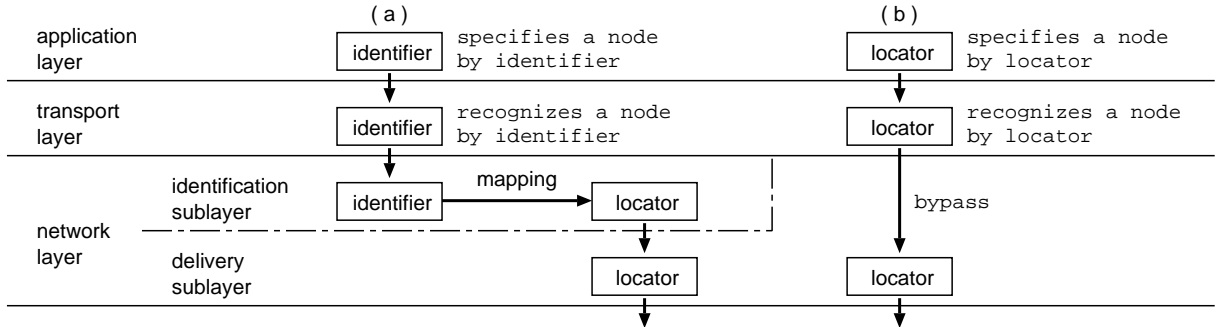 ( a )
( b )
application
layer
identifier
specifies a node
by identifier
locator
specifies a node
by locator
transport
layer
identifier
recognizes a node
by identifier
locator
recognizes a node
by locator
network
layer
identification
sublayer
identifier
mapping
locator
bypass
delivery
sublayer
locator
locator